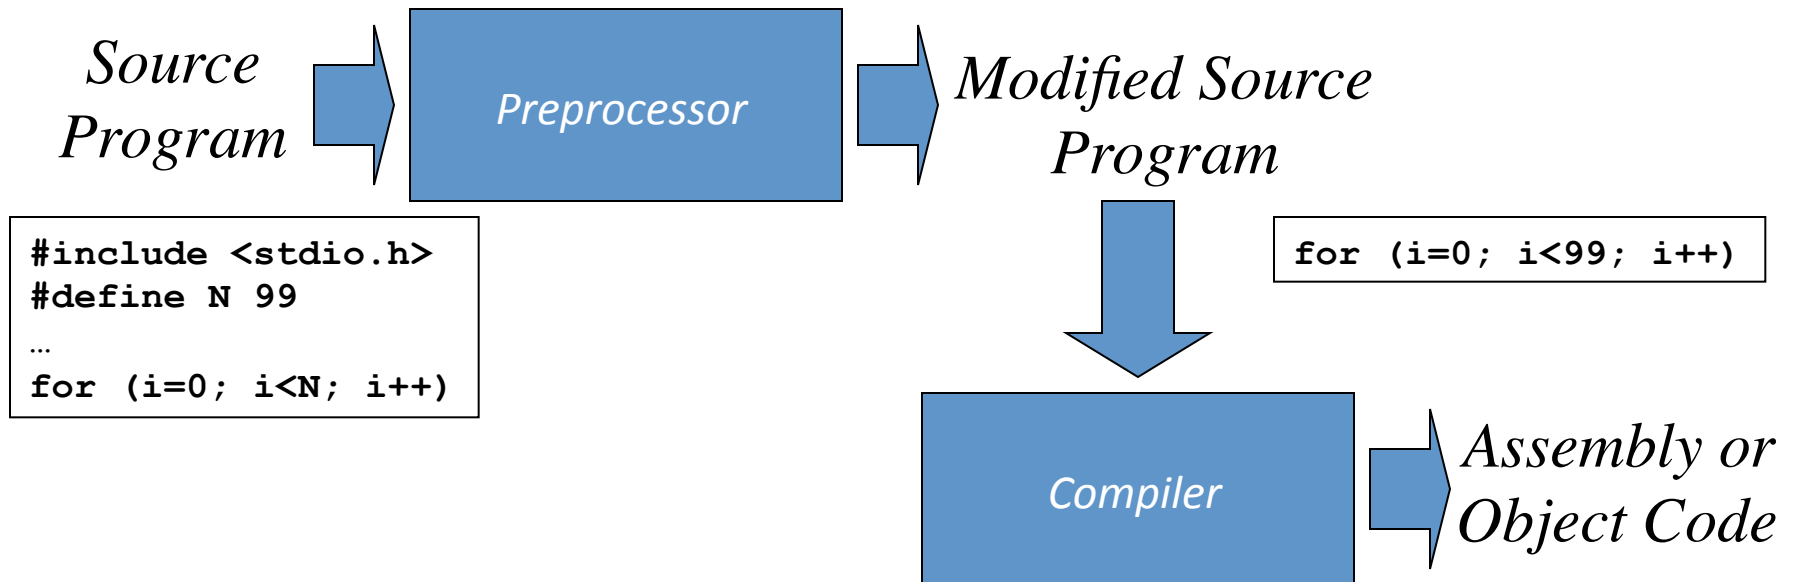 Source
Program
Preprocessor
Modified Source
Program
#include <stdio.h>
#define N 99
…
for (i=0; i<N; i++)
for (i=0; i<99; i++)
Compiler
Assembly or
Object Code